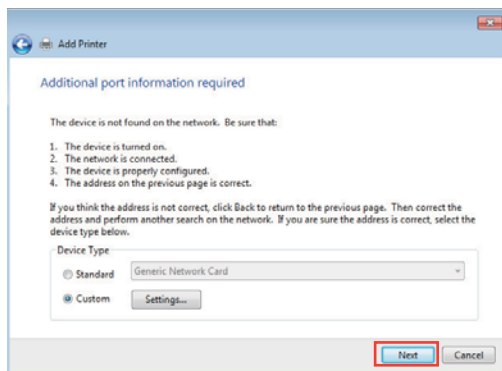 Add Printer
Additional port information required
The device is not found on the network. Be sure that:
1. The device is turned on.
2. The network is connected.
3. The device is properly configured.
4. The address on the previous page is correct.
If you think the address is not correct, click Back to return to the previous page. Then correct the
address and perform another search on the network. If you are sure the address is correct, select the
device type below.
Device Type
Standard Generic Network Card
Custom Settings...
Next Cancel